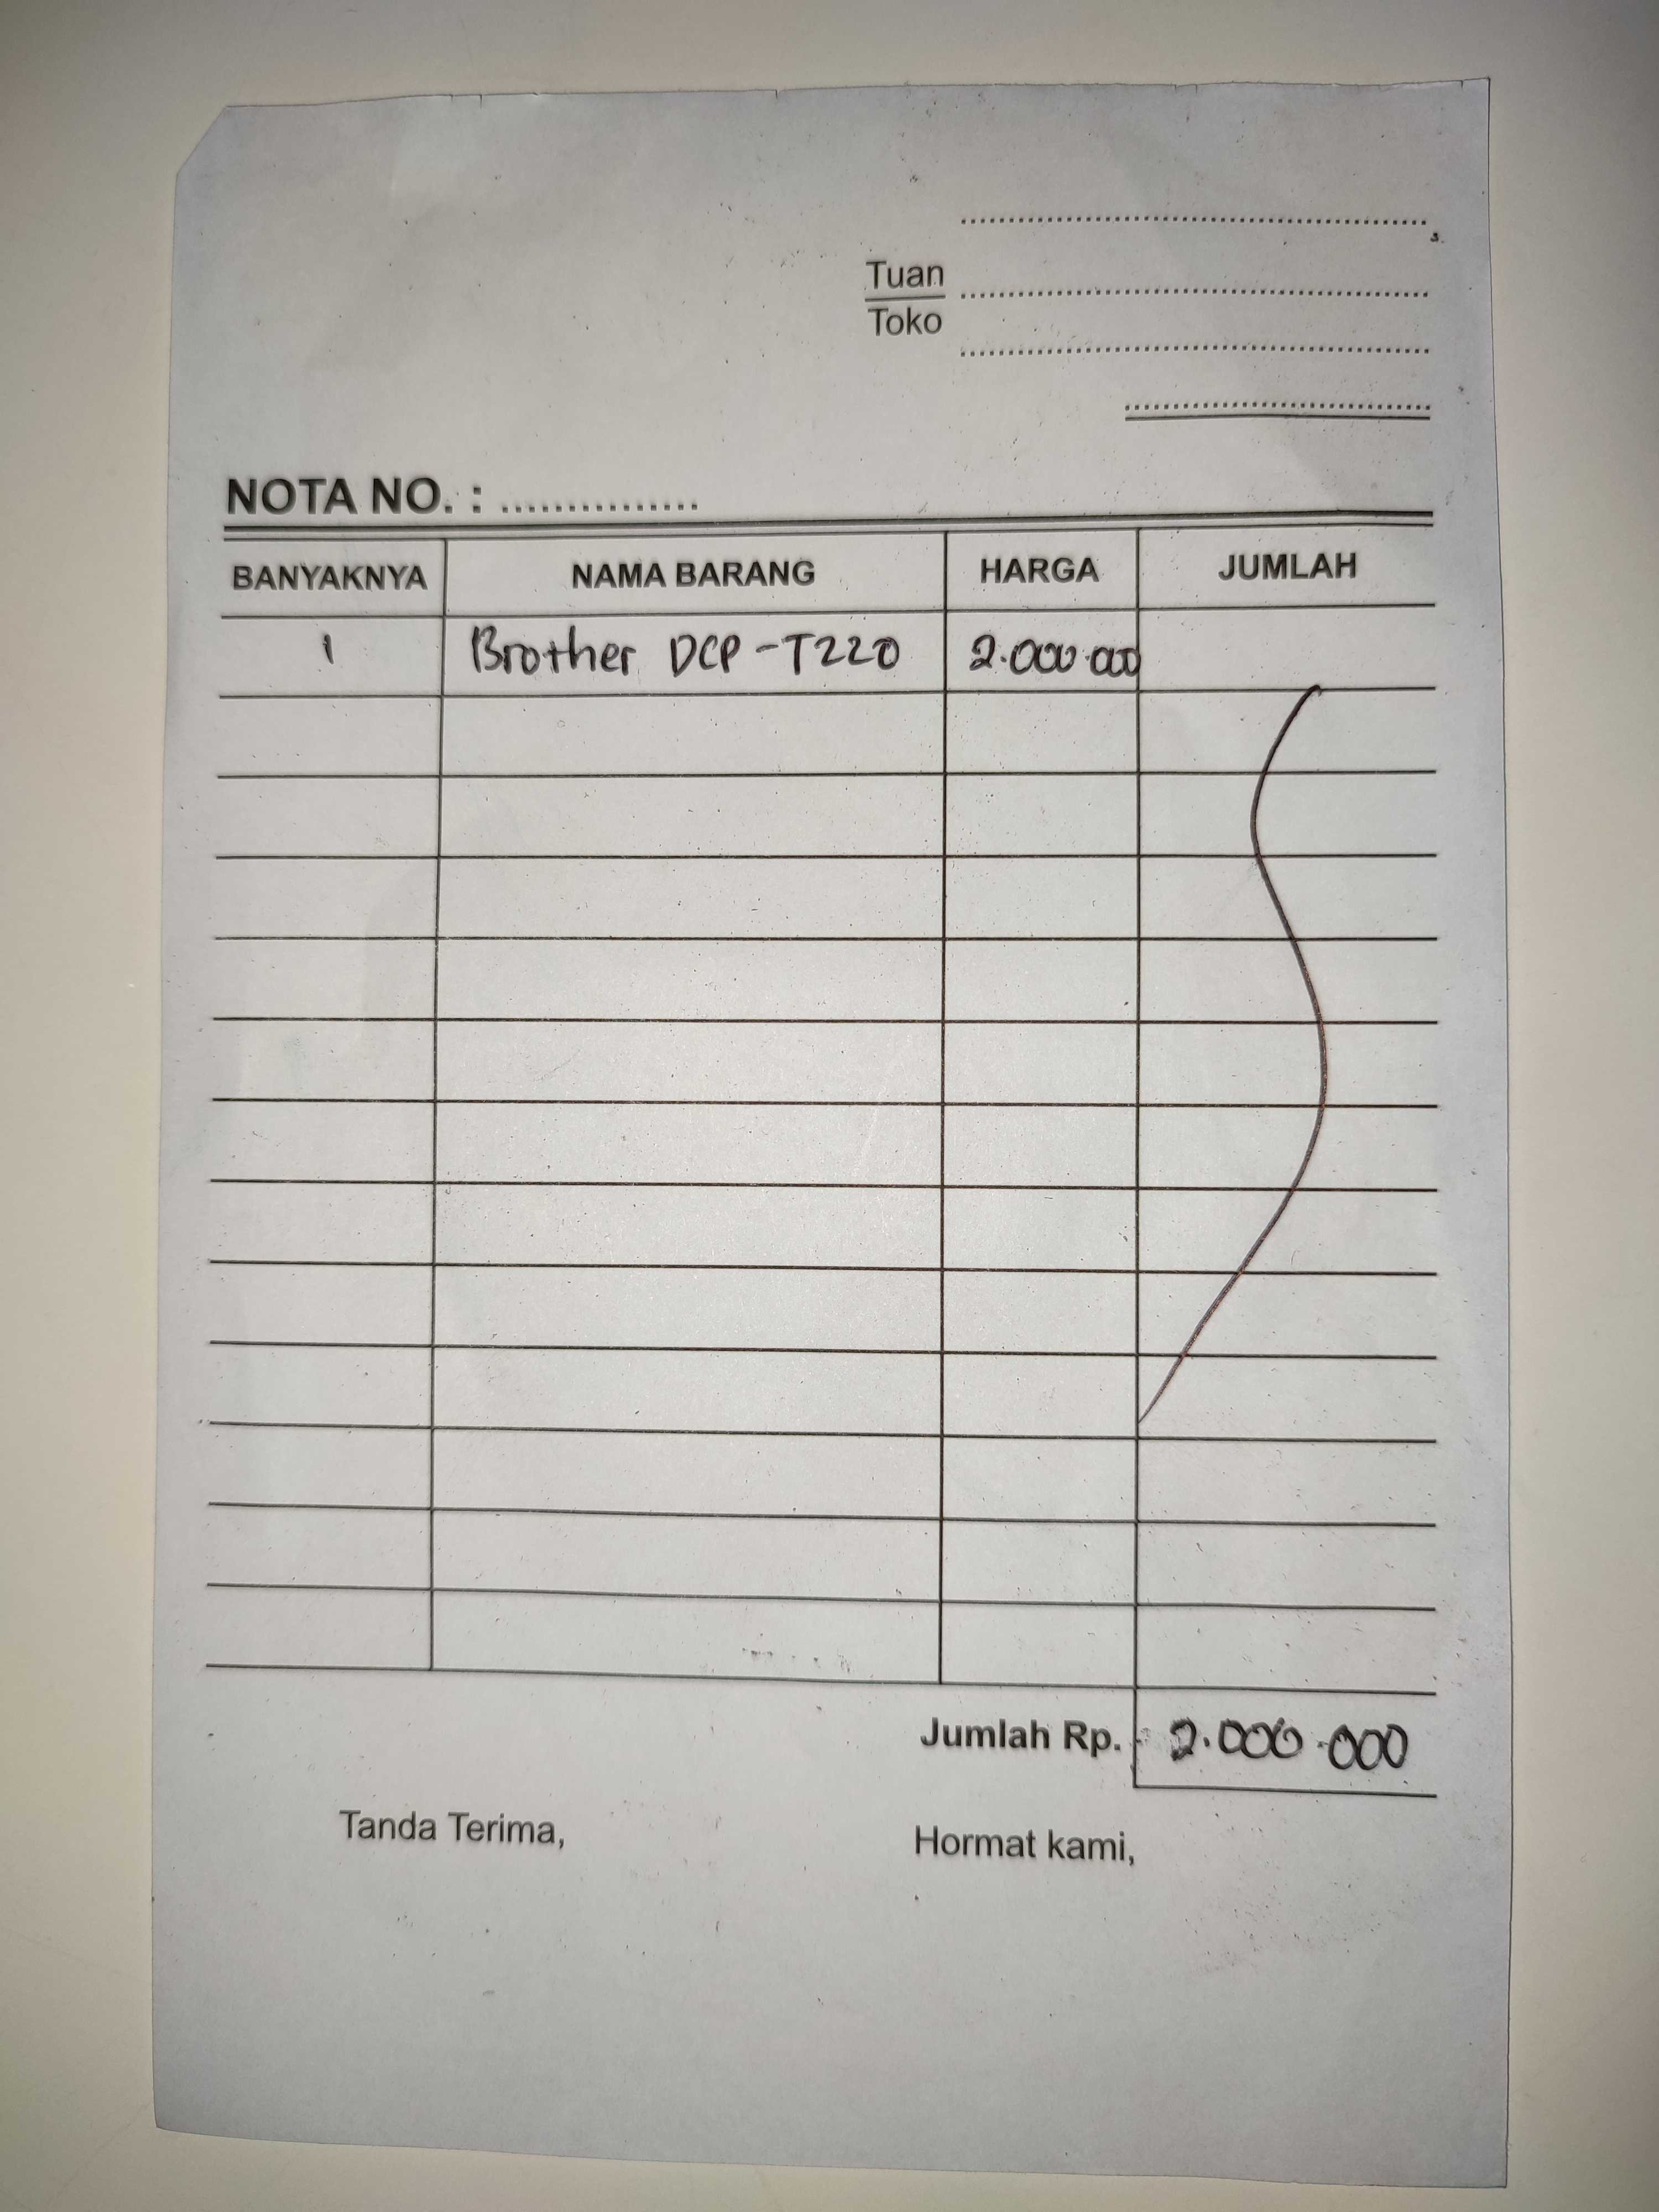 Tuan
Toko
NOTA NO. : ...............
BANYAKNYA NAMA BARANG HARGA JUMLAH
1 Brother DCP-T220 2.000.000
Jumlah Rp. 2.000.000
Tanda Terima, Hormat kami,